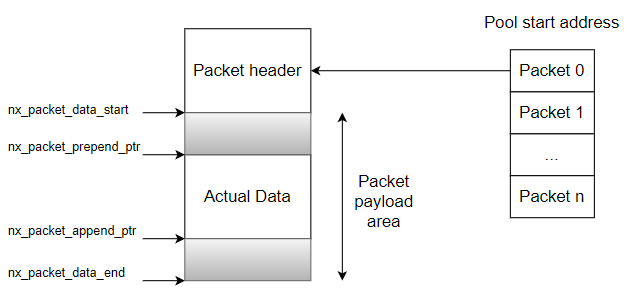 Pool start address
Packet header
Packet 0
nx_packet_data_start
Packet 1
nx_packet_prepend_ptr
...
Packet
payload
area
Actual Data
Packet n
nx_packet_append_ptr
nx_packet_data_end